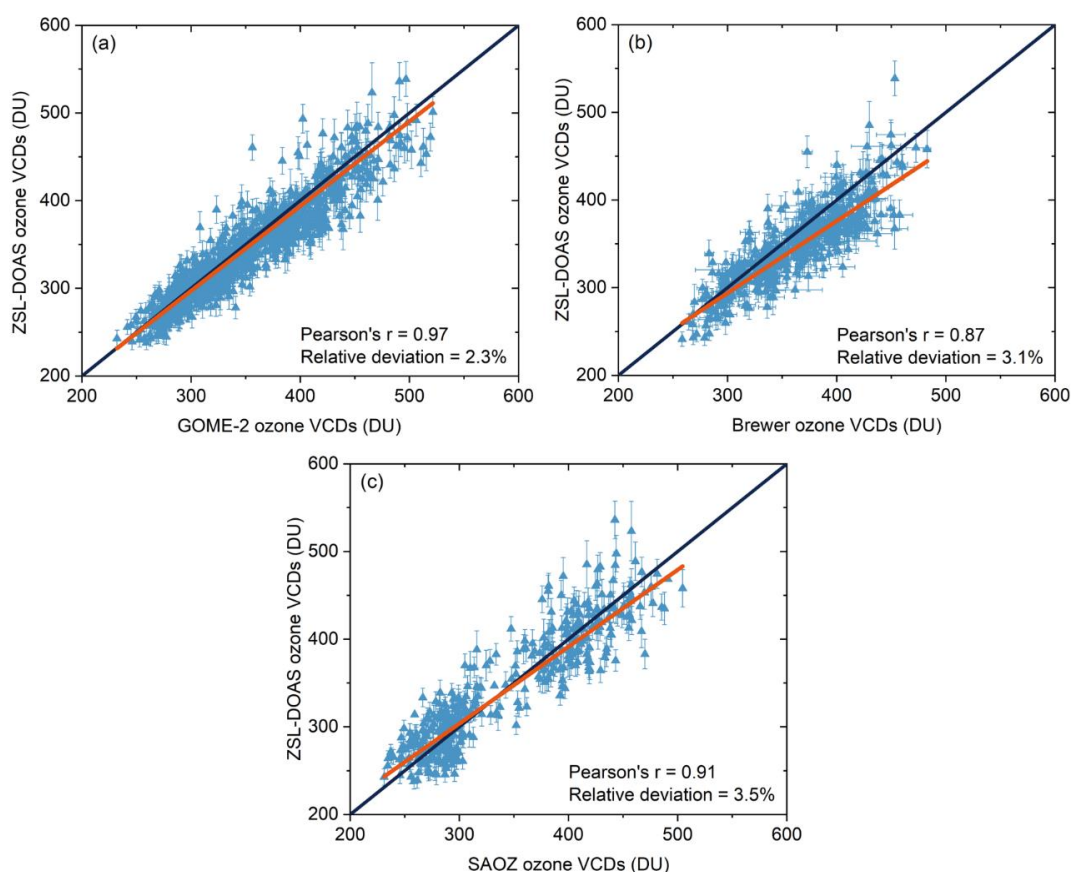 (a)
600
500
400
300
200
ZSL-DOAS ozone VCDs (DU)
Pearson's r = 0.97
Relative deviation = 2.3%
200 300 400 500 600
GOME-2 ozone VCDs (DU)
(b)
600
500
400
300
200
ZSL-DOAS ozone VCDs (DU)
Pearson's r = 0.87
Relative deviation = 3.1%
200 300 400 500 600
Brewer ozone VCDs (DU)
(c)
600
500
400
300
200
ZSL-DOAS ozone VCDs (DU)
Pearson's r = 0.91
Relative deviation = 3.5%
200 300 400 500 600
SAOZ ozone VCDs (DU)